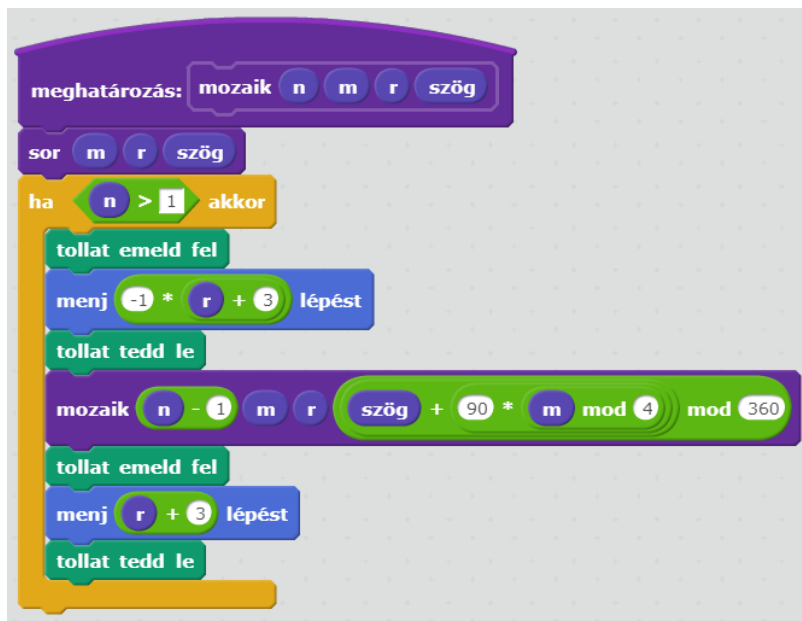 meghatározás: mozaik n m r szög
sor m r szög
ha n > 1 akkor
tollat emeld fel
menj -1 * r + 3 lépést
tollat tedd le
mozaik n - 1 m r szög + 90 * m mod 4 mod 360
tollat emeld fel
menj r + 3 lépést
tollat tedd le